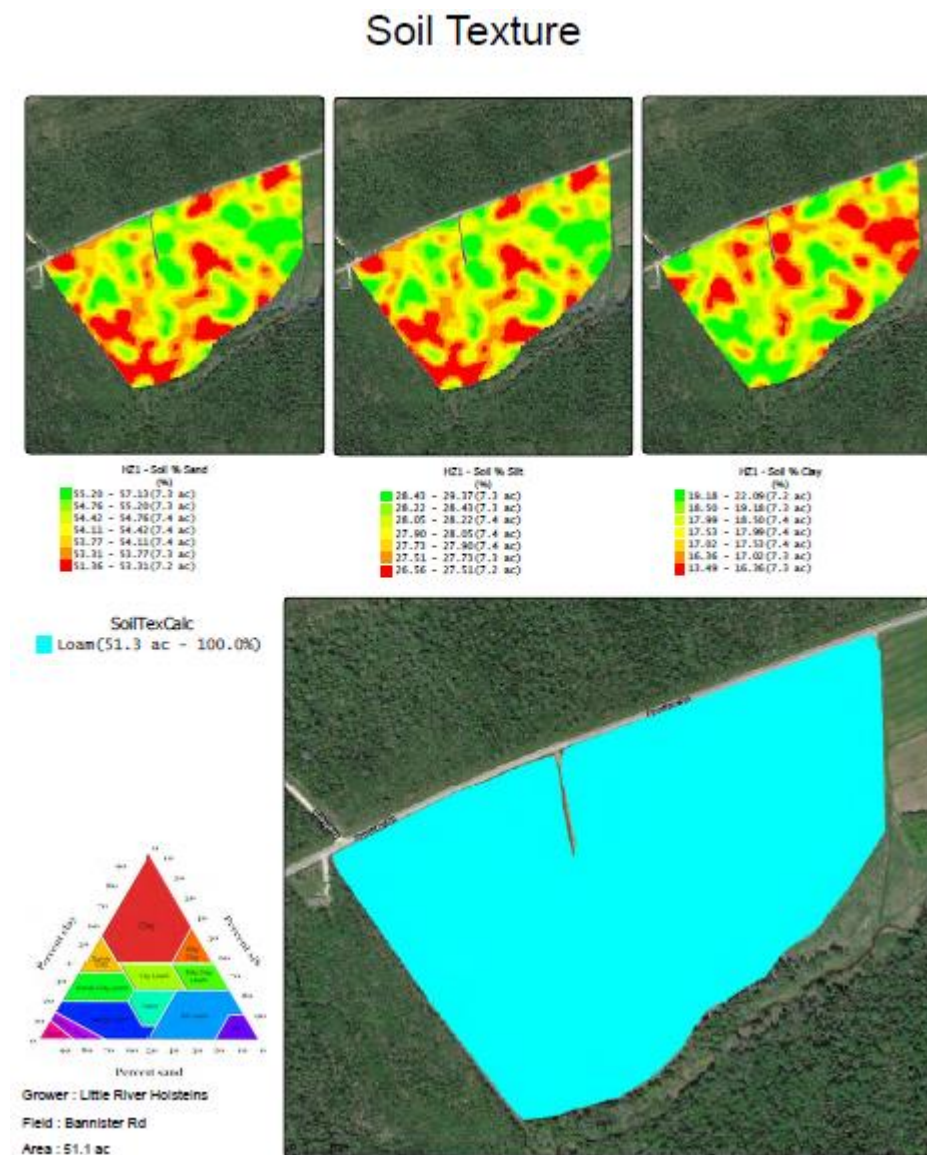 Soil Texture
HZ1 - Soil % Sand
(%)
55.20 - 57.13(7.3 ac)
54.76 - 55.20(7.3 ac)
54.42 - 54.76(7.4 ac)
54.11 - 54.42(7.4 ac)
53.77 - 54.11(7.4 ac)
53.31 - 53.77(7.3 ac)
51.36 - 53.31(7.2 ac)
HZ1 - Soil % Silt
(%)
28.43 - 29.37(7.3 ac)
28.22 - 28.43(7.3 ac)
28.05 - 28.22(7.4 ac)
27.90 - 28.05(7.4 ac)
27.73 - 27.90(7.4 ac)
27.51 - 27.73(7.3 ac)
26.56 - 27.51(7.2 ac)
HZ1 - Soil % Clay
(%)
19.18 - 22.09(7.2 ac)
18.50 - 19.18(7.3 ac)
17.99 - 18.50(7.4 ac)
17.53 - 17.99(7.4 ac)
17.02 - 17.53(7.4 ac)
16.36 - 17.02(7.3 ac)
13.49 - 16.36(7.3 ac)
SoilTexCalc
Loam(51.3 ac - 100.0%)
Percent clay
Percent silt
Clay
Percent sand
Grower : Little River Holsteins
Field : Bannister Rd
Area : 51.1 ac